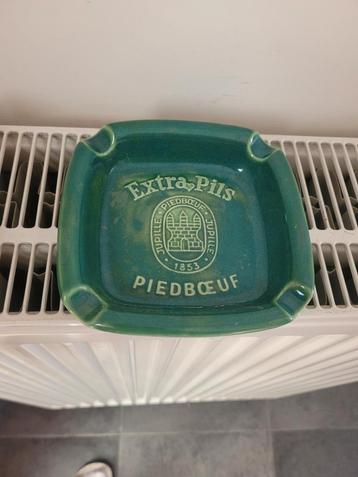 Extra Pils
JUPILLE · PIEDBŒUF · JUPILLE
· 1853 ·
PIEDBŒUF